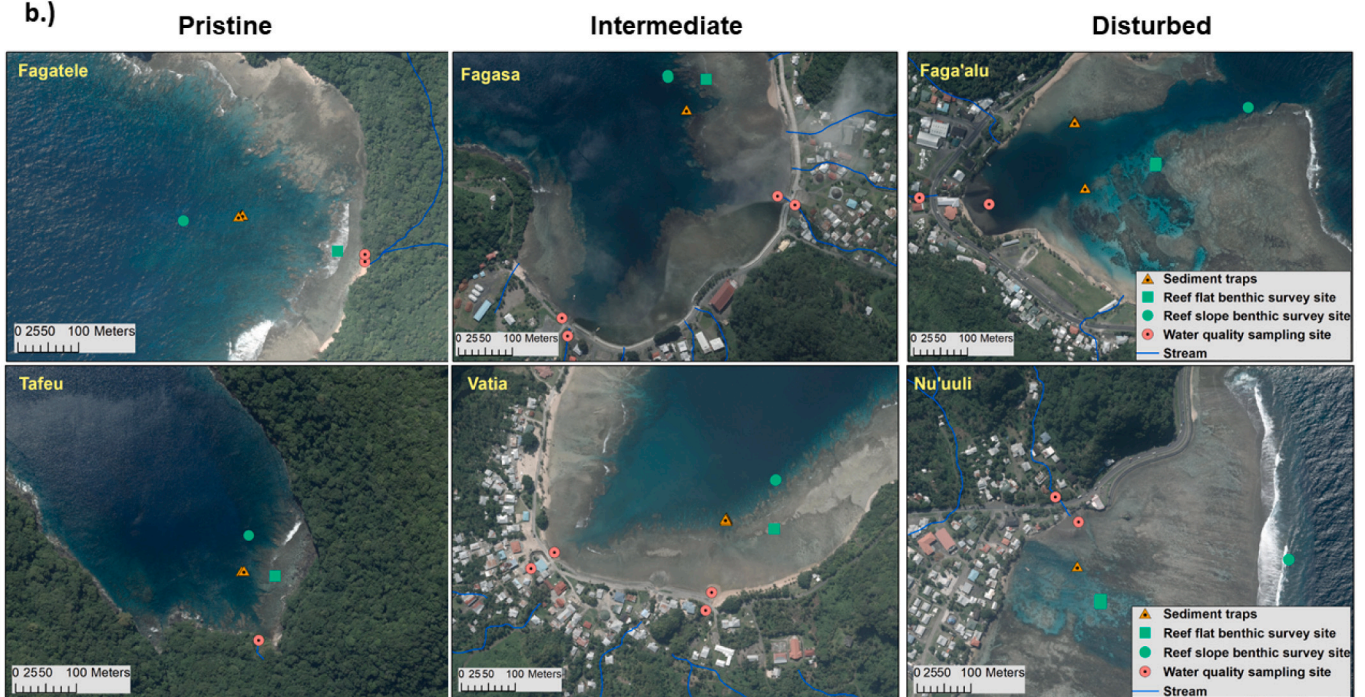 b.)
Pristine
Intermediate
Disturbed
Fagatele
0 2550 100 Meters
Fagasa
0 2550 100 Meters
Faga'alu
0 2550 100 Meters
Sediment traps
Reef flat benthic survey site
Reef slope benthic survey site
Water quality sampling site
Stream
Tafeu
0 2550 100 Meters
Vatia
0 2550 100 Meters
Nu'uuli
0 2550 100 Meters
Sediment traps
Reef flat benthic survey site
Reef slope benthic survey site
Water quality sampling site
Stream